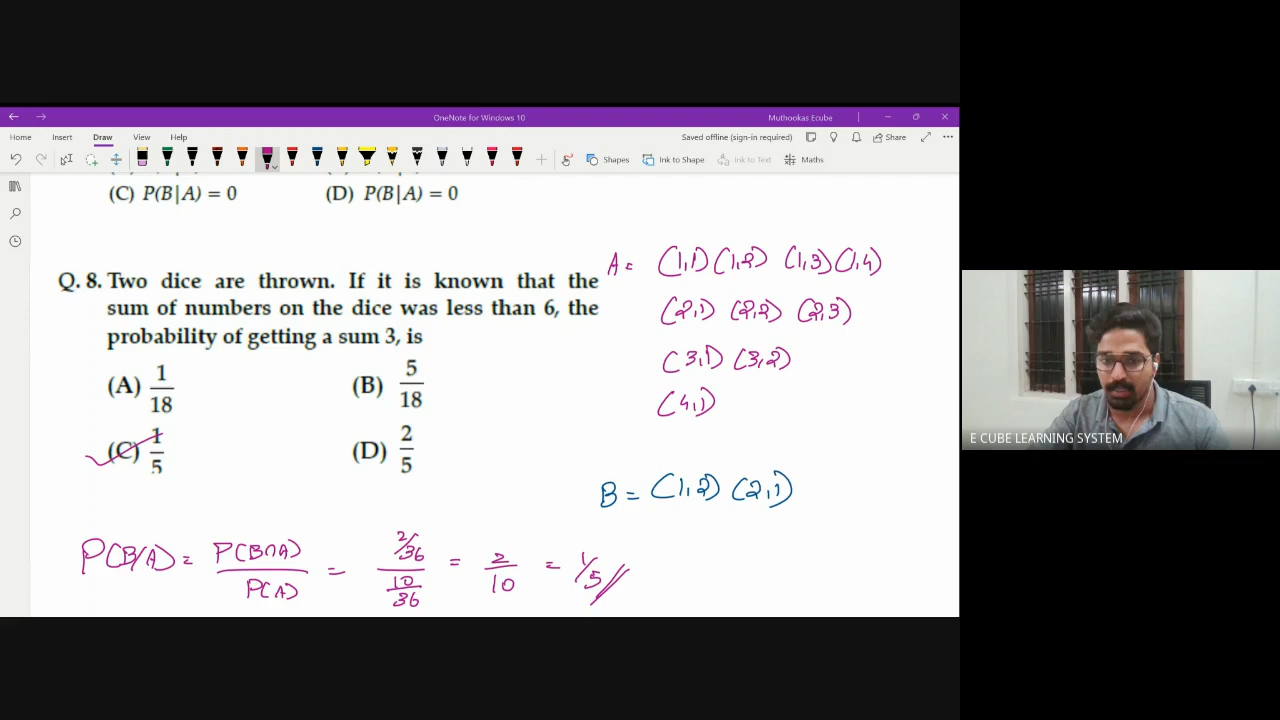 OneNote for Windows 10
Muthookas Ecube
Home Insert Draw View Help
Saved offline (sign-in required) Share
Shapes Ink to Shape Ink to Text Maths
(C) P(B|A) = 0 (D) P(B|A) = 0
Q. 8. Two dice are thrown. If it is known that the
sum of numbers on the dice was less than 6, the
probability of getting a sum 3, is
(A) 1/18 (B) 5/18
(C) 1/5 (D) 2/5
A = (1,1) (1,2) (1,3) (1,4)
(2,1) (2,2) (2,3)
(3,1) (3,2)
(4,1)
B = (1,2) (2,1)
P(B/A) = P(B∩A)/P(A) = 2/36 / 10/36 = 2/10 = 1/5
E CUBE LEARNING SYSTEM